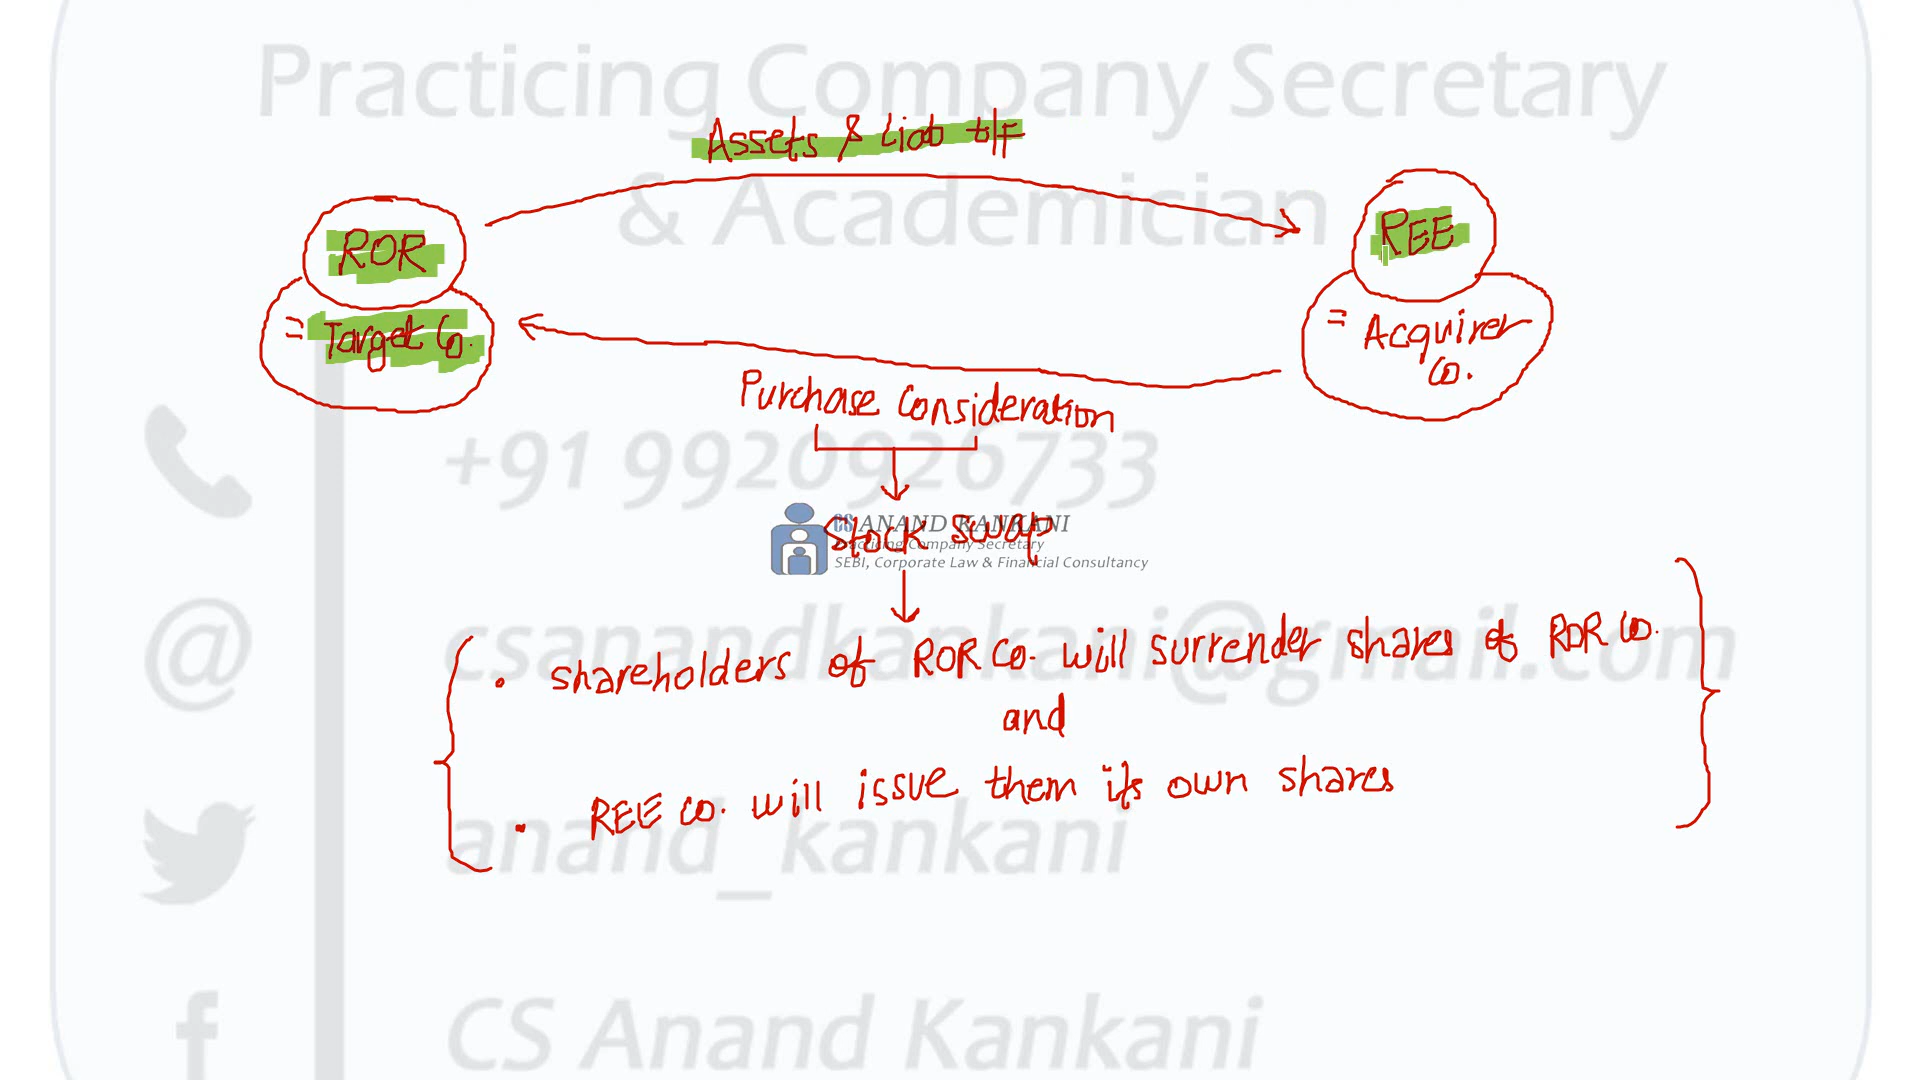 Practicing Company Secretary
& Academician
Assets & Liab t/f
ROR
= Target Co.
REE
= Acquirer
Co.
Purchase Consideration
+91 9920926733
CS ANAND KANKANI
Practicing Company Secretary
SEBI, Corporate Law & Financial Consultancy
Stock Swap
csanandkankani@gmail.com
• shareholders of ROR Co. will surrender shares of ROR Co.
and
• REE Co. will issue them its own shares
anand_kankani
CS Anand Kankani